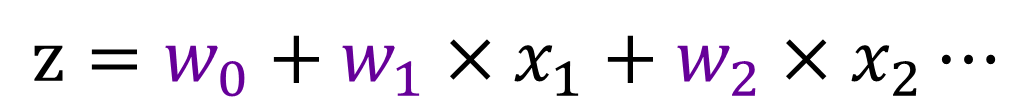 z = w₀ + w₁ × x₁ + w₂ × x₂ ⋯